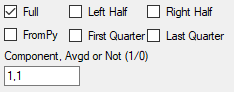 Full Left Half Right Half
FromPy First Quarter Last Quarter
Component, Avgd or Not (1/0)
1,1